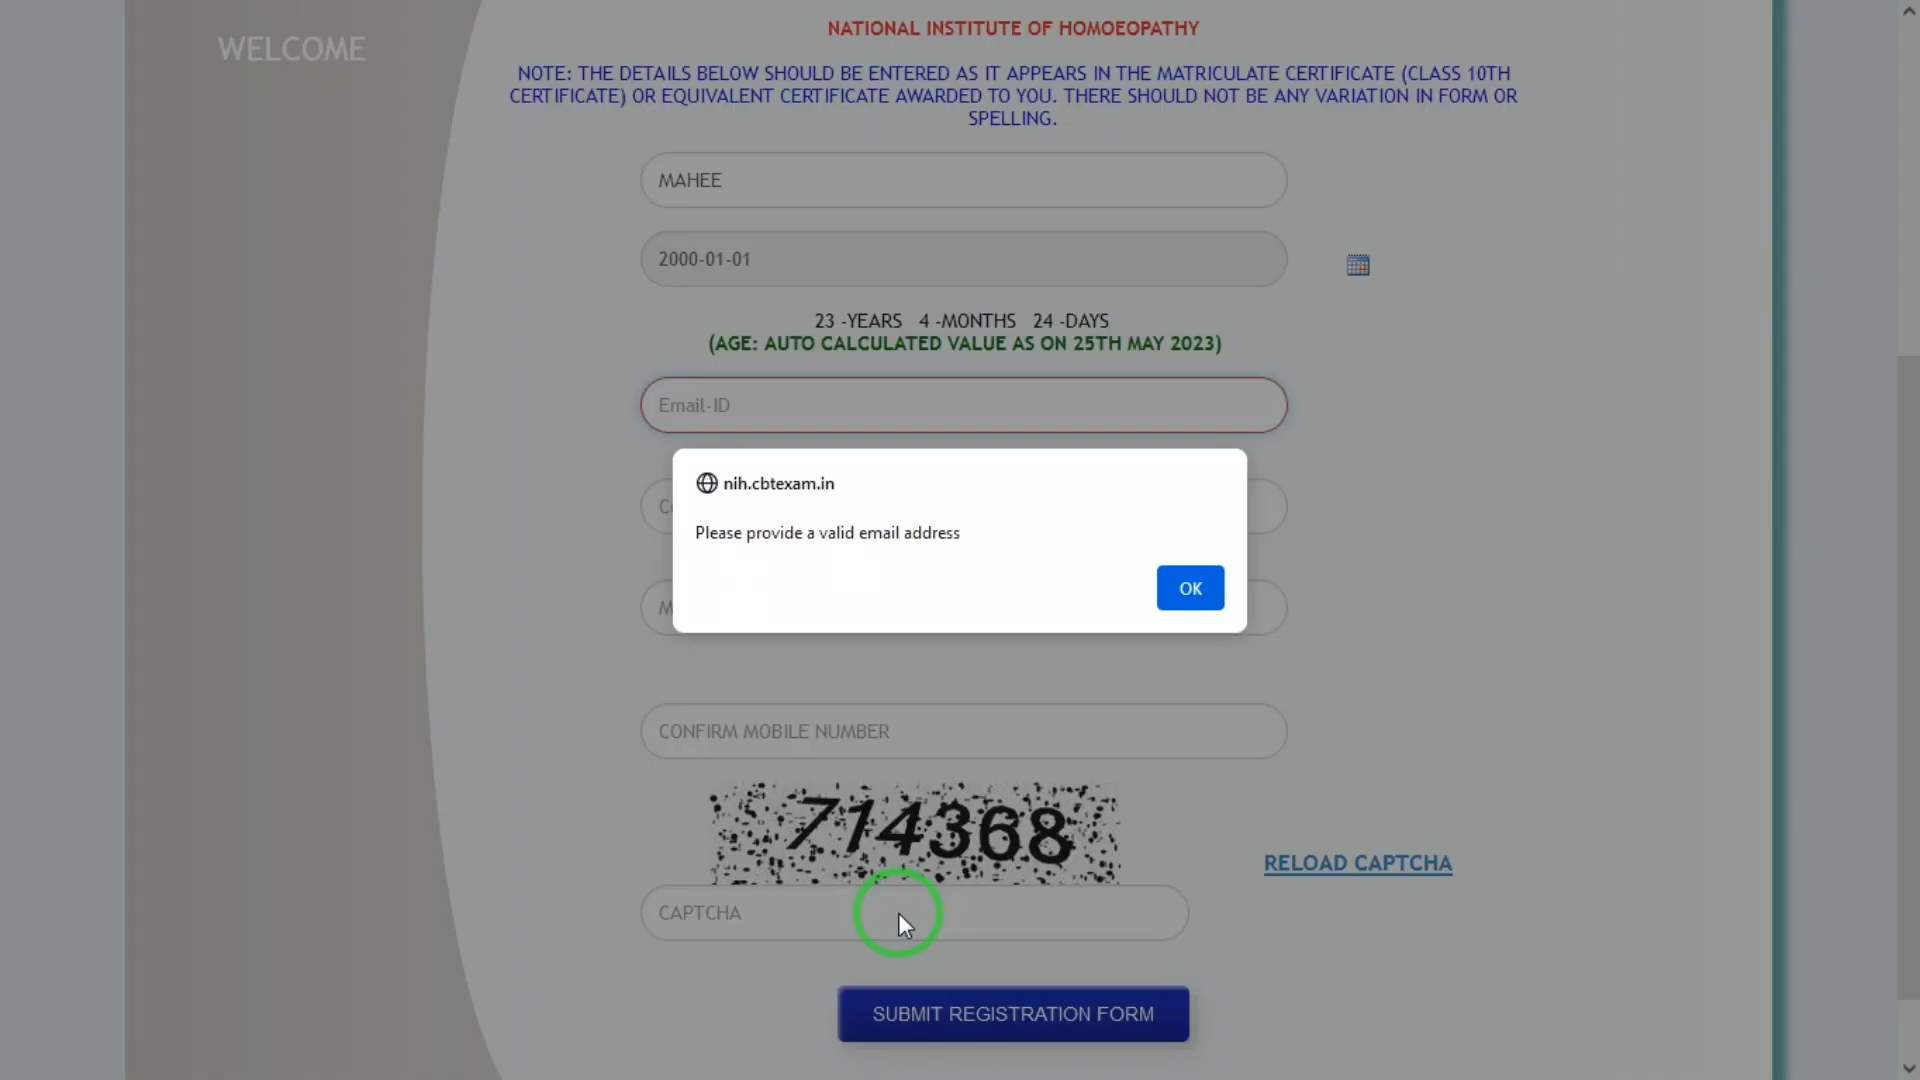 WELCOME
NATIONAL INSTITUTE OF HOMOEOPATHY
NOTE: THE DETAILS BELOW SHOULD BE ENTERED AS IT APPEARS IN THE MATRICULATE CERTIFICATE (CLASS 10TH
CERTIFICATE) OR EQUIVALENT CERTIFICATE AWARDED TO YOU. THERE SHOULD NOT BE ANY VARIATION IN FORM OR
SPELLING.
MAHEE
2000-01-01
23 -YEARS 4 -MONTHS 24 -DAYS
(AGE: AUTO CALCULATED VALUE AS ON 25TH MAY 2023)
Email-ID
nih.cbtexam.in
Please provide a valid email address
OK
CONFIRM MOBILE NUMBER
714368
RELOAD CAPTCHA
CAPTCHA
SUBMIT REGISTRATION FORM